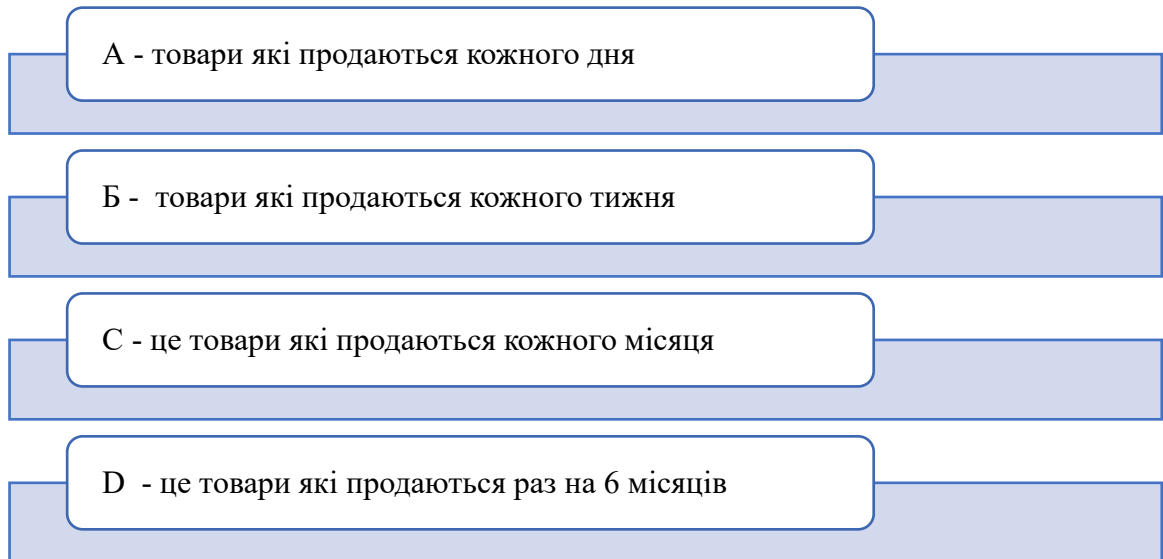 А - товари які продаються кожного дня
Б -  товари які продаються кожного тижня
С - це товари які продаються кожного місяця
D  - це товари які продаються раз на 6 місяців